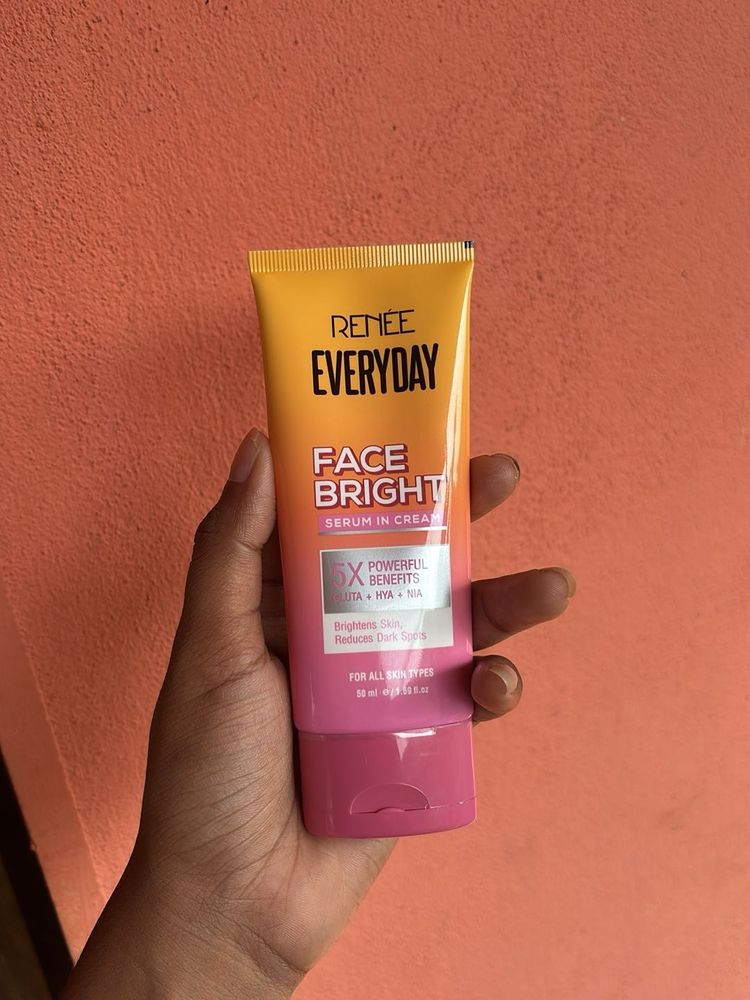 RENÉE
EVERYDAY
FACE
BRIGHT
SERUM IN CREAM
5X POWERFUL
BENEFITS
GLUTA + HYA + NIA
Brightens Skin,
Reduces Dark Spots
FOR ALL SKIN TYPES
50 ml ℮ / 1.69 fl.oz